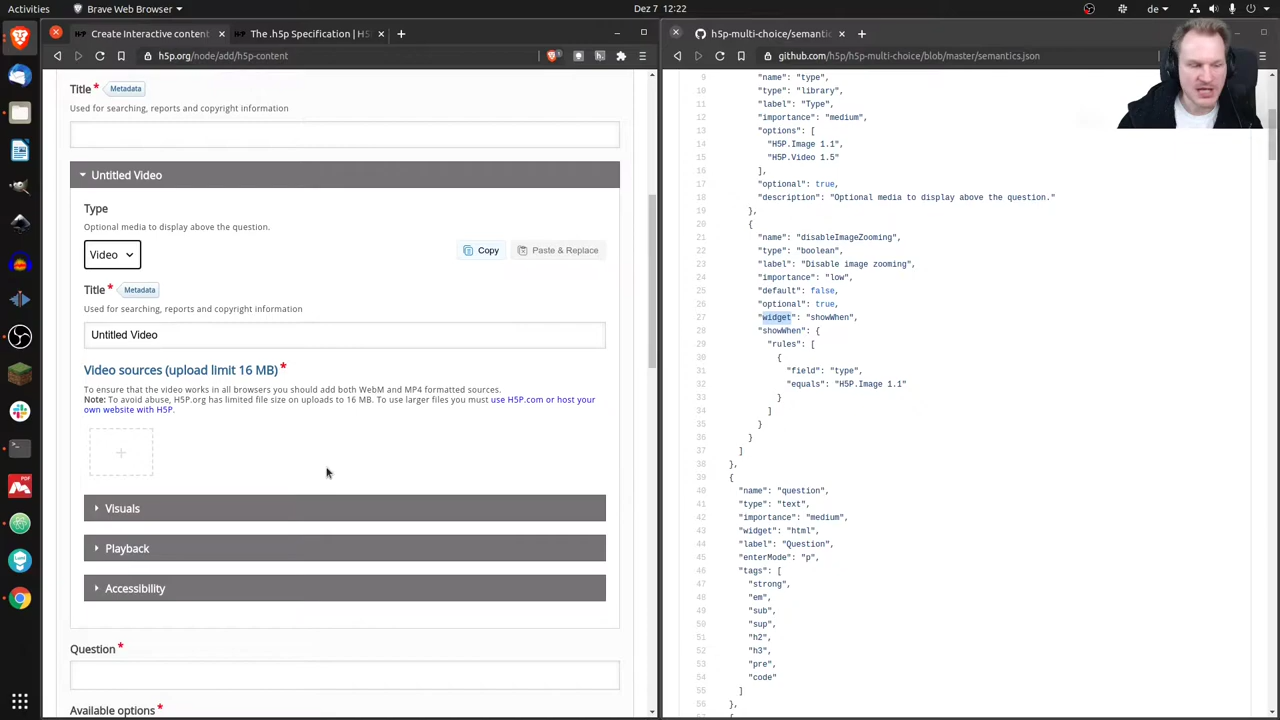 Activities
Brave Web Browser
Dez 7 12:22
de
Create Interactive conten
The .h5p Specification | H5
h5p.org/node/add/h5p-content
Title * Metadata
Used for searching, reports and copyright information
Untitled Video
Type
Optional media to display above the question.
Video
Copy
Paste & Replace
Title * Metadata
Used for searching, reports and copyright information
Untitled Video
Video sources (upload limit 16 MB) *
To ensure that the video works in all browsers you should add both WebM and MP4 formatted sources.
Note: To avoid abuse, H5P.org has limited file size on uploads to 16 MB. To use larger files you must use H5P.com or host your
own website with H5P.
+
Visuals
Playback
Accessibility
Question *
Available options *
h5p-multi-choice/semantic
github.com/h5p/h5p-multi-choice/blob/master/semantics.json
9 "name": "type",
10 "type": "library",
11 "label": "Type",
12 "importance": "medium",
13 "options": [
14 "H5P.Image 1.1",
15 "H5P.Video 1.5"
16 ],
17 "optional": true,
18 "description": "Optional media to display above the question."
19 },
20 {
21 "name": "disableImageZooming",
22 "type": "boolean",
23 "label": "Disable image zooming",
24 "importance": "low",
25 "default": false,
26 "optional": true,
27 "widget": "showWhen",
28 "showWhen": {
29 "rules": [
30 {
31 "field": "type",
32 "equals": "H5P.Image 1.1"
33 }
34 ]
35 }
36 }
37 ]
38 },
39 {
40 "name": "question",
41 "type": "text",
42 "importance": "medium",
43 "widget": "html",
44 "label": "Question",
45 "enterMode": "p",
46 "tags": [
47 "strong",
48 "em",
49 "sub",
50 "sup",
51 "h2",
52 "h3",
53 "pre",
54 "code"
55 ]
56 },